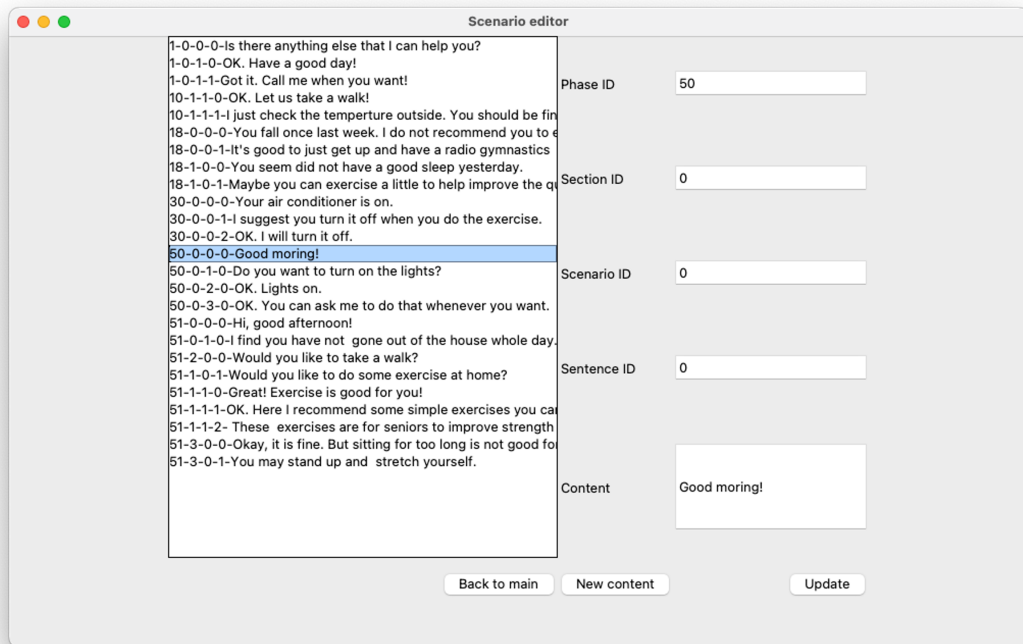 Scenario editor
1-0-0-0-Is there anything else that I can help you?
1-0-1-0-OK. Have a good day!
1-0-1-1-Got it. Call me when you want!
10-1-1-0-OK. Let us take a walk!
10-1-1-1-I just check the temperture outside. You should be fin
18-0-0-0-You fall once last week. I do not recommend you to e
18-0-0-1-It's good to just get up and have a radio gymnastics
18-1-0-0-You seem did not have a good sleep yesterday.
18-1-0-1-Maybe you can exercise a little to help improve the qu
30-0-0-0-Your air conditioner is on.
30-0-0-1-I suggest you turn it off when you do the exercise.
30-0-0-2-OK. I will turn it off.
50-0-0-0-Good moring!
50-0-1-0-Do you want to turn on the lights?
50-0-2-0-OK. Lights on.
50-0-3-0-OK. You can ask me to do that whenever you want.
51-0-0-0-Hi, good afternoon!
51-0-1-0-I find you have not  gone out of the house whole day.
51-2-0-0-Would you like to take a walk?
51-1-0-1-Would you like to do some exercise at home?
51-1-1-0-Great! Exercise is good for you!
51-1-1-1-OK. Here I recommend some simple exercises you can
51-1-1-2- These  exercises are for seniors to improve strength
51-3-0-0-Okay, it is fine. But sitting for too long is not good for
51-3-0-1-You may stand up and  stretch yourself.
Phase ID 50
Section ID 0
Scenario ID 0
Sentence ID 0
Content Good moring!
Back to main New content Update